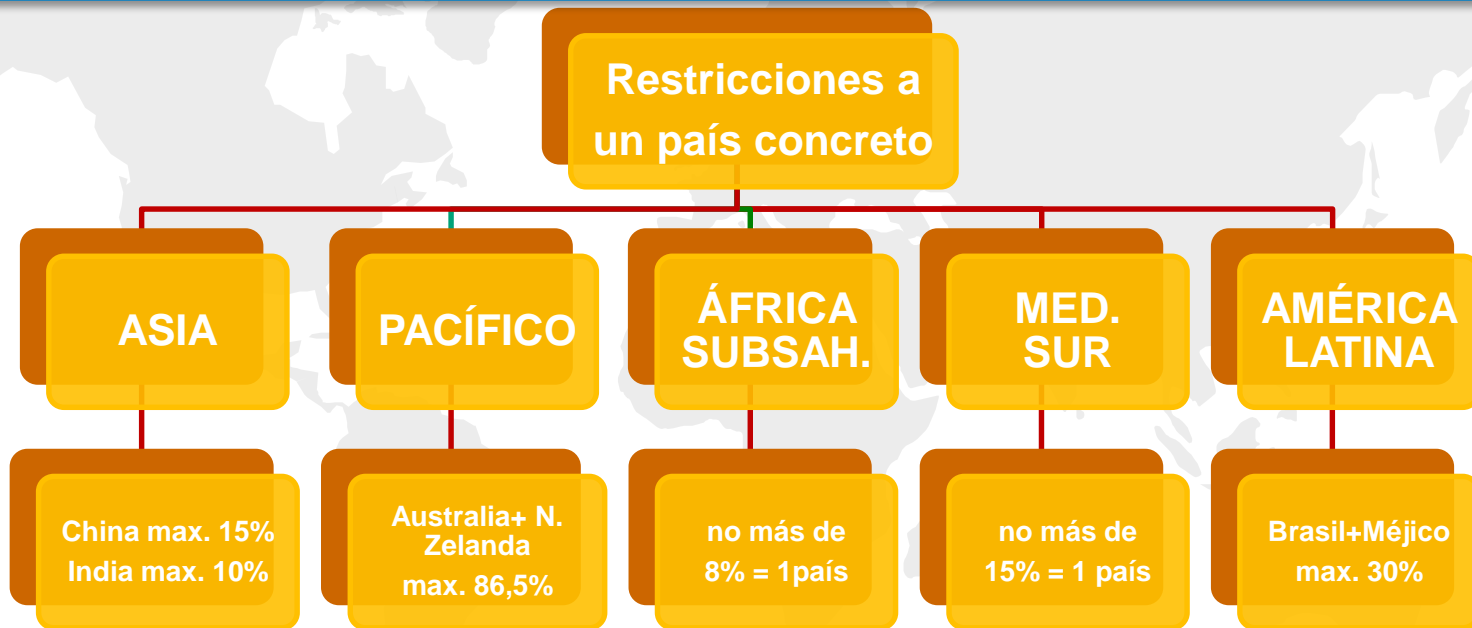 Restricciones a
un país concreto
ASIA
PACÍFICO
ÁFRICA
SUBSAH.
MED.
SUR
AMÉRICA
LATINA
China max. 15%
India max. 10%
Australia+ N.
Zelanda
max. 86,5%
no más de
8% = 1país
no más de
15% = 1 país
Brasil+Méjico
max. 30%